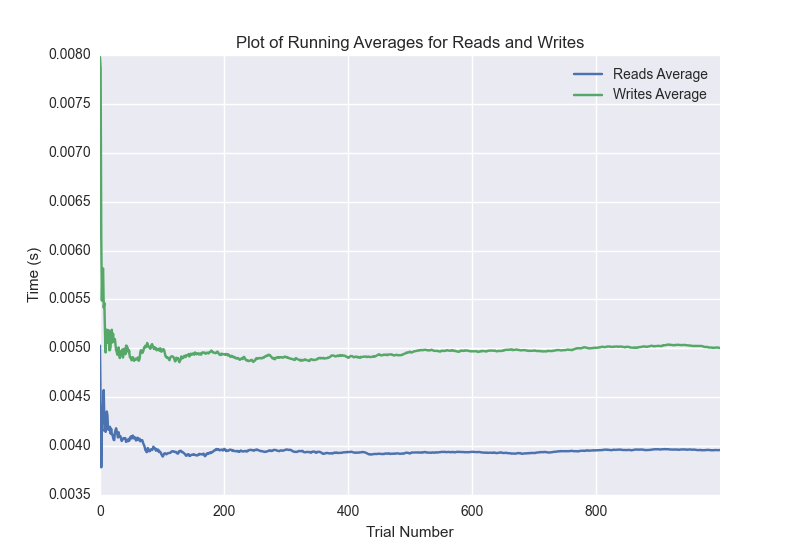 Plot of Running Averages for Reads and Writes
0.0080
0.0075
0.0070
0.0065
0.0060
0.0055
0.0050
0.0045
0.0040
0.0035
Time (s)
Reads Average
Writes Average
0 200 400 600 800
Trial Number